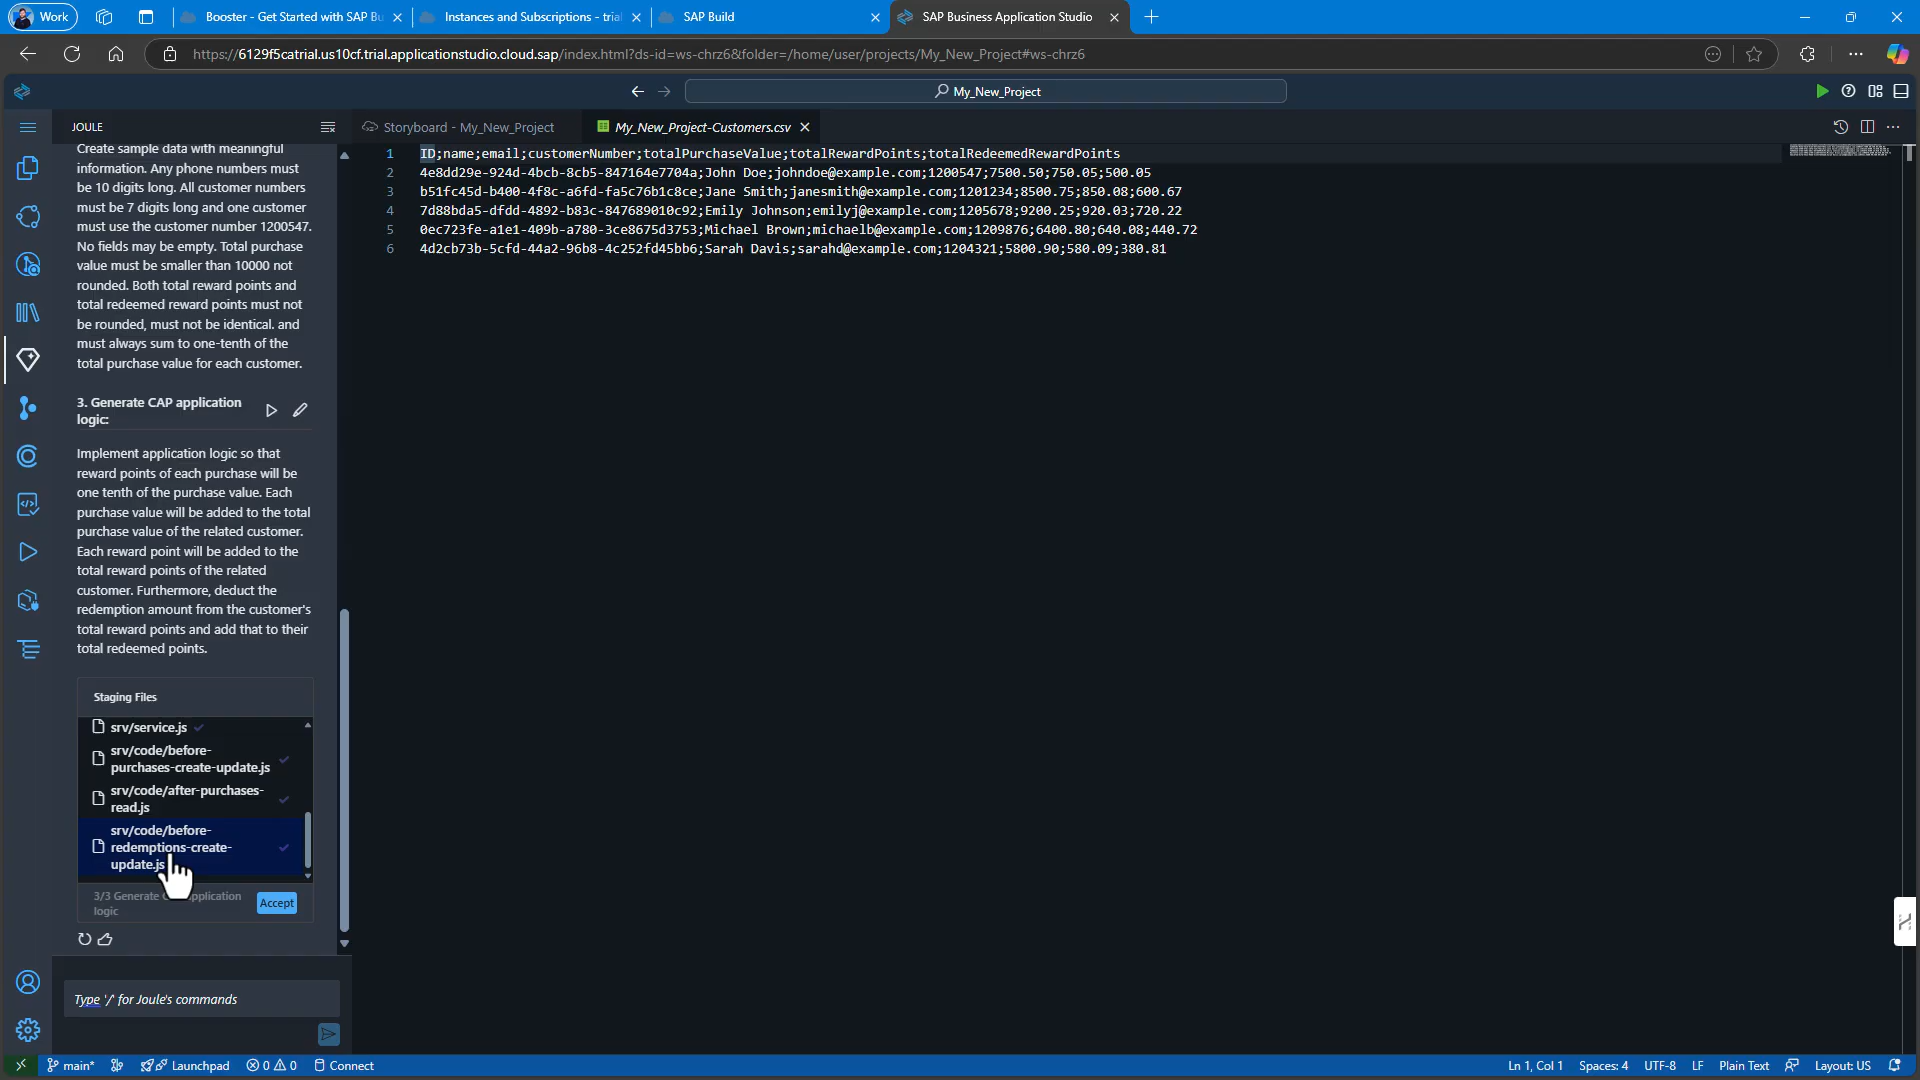 Work
Booster - Get Started with SAP Bu
Instances and Subscriptions - trial
SAP Build
SAP Business Application Studio
https://6129f5catrial.us10cf.trial.applicationstudio.cloud.sap/index.html?ds-id=ws-chrz6&folder=/home/user/projects/My_New_Project#ws-chrz6
My_New_Project
JOULE
Storyboard - My_New_Project
My_New_Project-Customers.csv
Create sample data with meaningful
information. Any phone numbers must
be 10 digits long. All customer numbers
must be 7 digits long and one customer
must use the customer number 1200547.
No fields may be empty. Total purchase
value must be smaller than 10000 not
rounded. Both total reward points and
total redeemed reward points must not
be rounded, must not be identical. and
must always sum to one-tenth of the
total purchase value for each customer.
3. Generate CAP application
logic:
Implement application logic so that
reward points of each purchase will be
one tenth of the purchase value. Each
purchase value will be added to the total
purchase value of the related customer.
Each reward point will be added to the
total reward points of the related
customer. Furthermore, deduct the
redemption amount from the customer's
total reward points and add that to their
total redeemed points.
Staging Files
srv/service.js
srv/code/before-
purchases-create-update.js
srv/code/after-purchases-
read.js
srv/code/before-
redemptions-create-
update.js
3/3 Generate application
logic
Accept
Type '/' for Joule's commands
1 ID;name;email;customerNumber;totalPurchaseValue;totalRewardPoints;totalRedeemedRewardPoints
2 4e8dd29e-924d-4bcb-8cb5-847164e7704a;John Doe;johndoe@example.com;1200547;7500.50;750.05;500.05
3 b51fc45d-b400-4f8c-a6fd-fa5c76b1c8ce;Jane Smith;janesmith@example.com;1201234;8500.75;850.08;600.67
4 7d88bda5-dfdd-4892-b83c-847689010c92;Emily Johnson;emilyj@example.com;1205678;9200.25;920.03;720.22
5 0ec723fe-a1e1-409b-a780-3ce8675d3753;Michael Brown;michaelb@example.com;1209876;6400.80;640.08;440.72
6 4d2cb73b-5cfd-44a2-96b8-4c252fd45bb6;Sarah Davis;sarahd@example.com;1204321;5800.90;580.09;380.81
main*
Launchpad
0
0
Connect
Ln 1, Col 1
Spaces: 4
UTF-8
LF
Plain Text
Layout: US